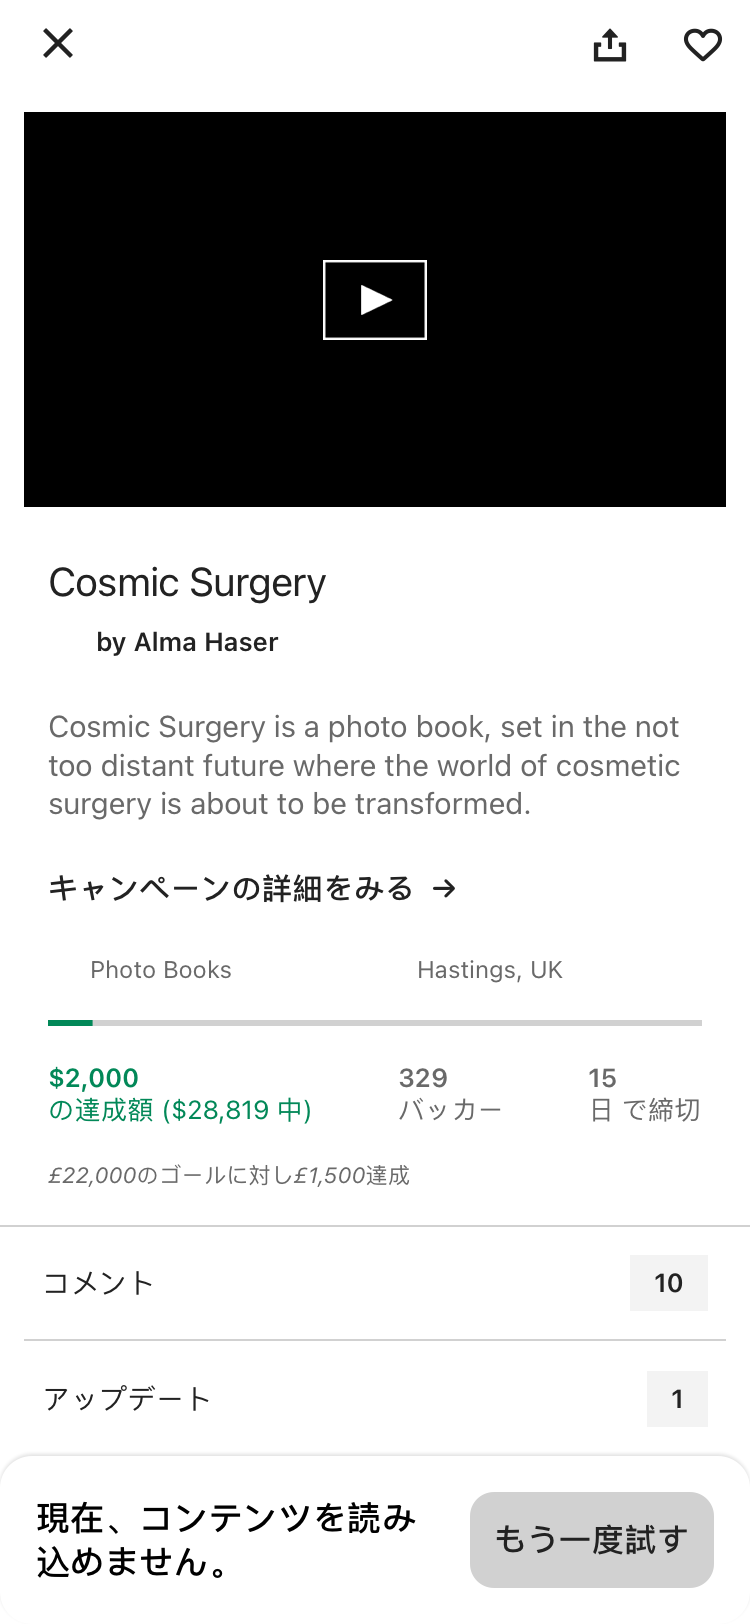 Cosmic Surgery
by Alma Haser
Cosmic Surgery is a photo book, set in the not
too distant future where the world of cosmetic
surgery is about to be transformed.
キャンペーンの詳細をみる →
Photo Books
Hastings, UK
$2,000
の達成額 ($28,819 中)
329
バッカー
15
日 で締切
£22,000のゴールに対し£1,500達成
コメント
10
アップデート
1
現在、コンテンツを読み
込めません。
もう一度試す